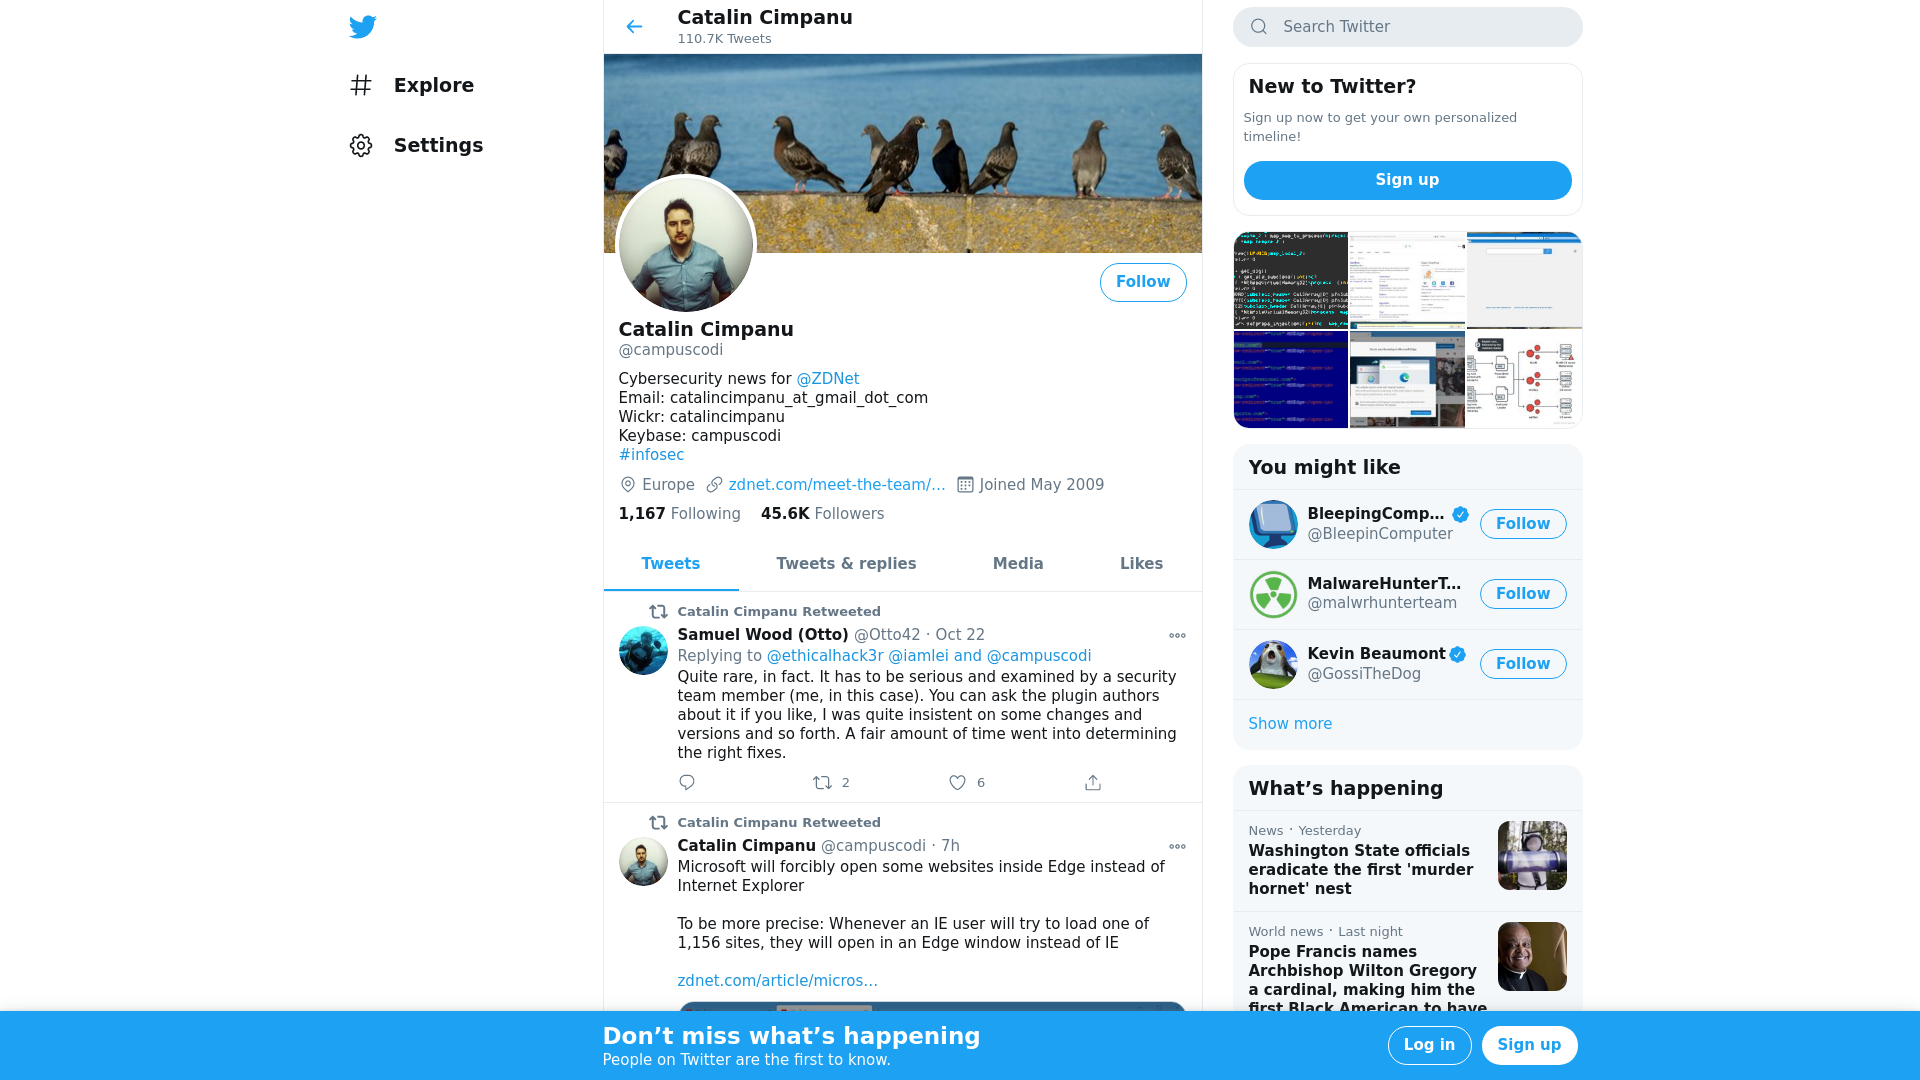 Explore
Settings
Catalin Cimpanu
110.7K Tweets
Follow
Catalin Cimpanu
@campuscodi
Cybersecurity news for @ZDNet
Email: catalincimpanu_at_gmail_dot_com
Wickr: catalincimpanu
Keybase: campuscodi
#infosec
Europe zdnet.com/meet-the-team/… Joined May 2009
1,167 Following 45.6K Followers
Tweets Tweets & replies Media Likes
Catalin Cimpanu Retweeted
Samuel Wood (Otto) @Otto42 · Oct 22
Replying to @ethicalhack3r @iamlei and @campuscodi
Quite rare, in fact. It has to be serious and examined by a security
team member (me, in this case). You can ask the plugin authors
about it if you like, I was quite insistent on some changes and
versions and so forth. A fair amount of time went into determining
the right fixes.
2 6
Catalin Cimpanu Retweeted
Catalin Cimpanu @campuscodi · 7h
Microsoft will forcibly open some websites inside Edge instead of
Internet Explorer
To be more precise: Whenever an IE user will try to load one of
1,156 sites, they will open in an Edge window instead of IE
zdnet.com/article/micros…
Search Twitter
New to Twitter?
Sign up now to get your own personalized
timeline!
Sign up
You might like
BleepingComp…
@BleepinComputer
Follow
MalwareHunterT…
@malwrhunterteam
Follow
Kevin Beaumont
@GossiTheDog
Follow
Show more
What’s happening
News · Yesterday
Washington State officials
eradicate the first 'murder
hornet' nest
World news · Last night
Pope Francis names
Archbishop Wilton Gregory
a cardinal, making him the
first Black American to have
Don’t miss what’s happening
People on Twitter are the first to know.
Log in
Sign up